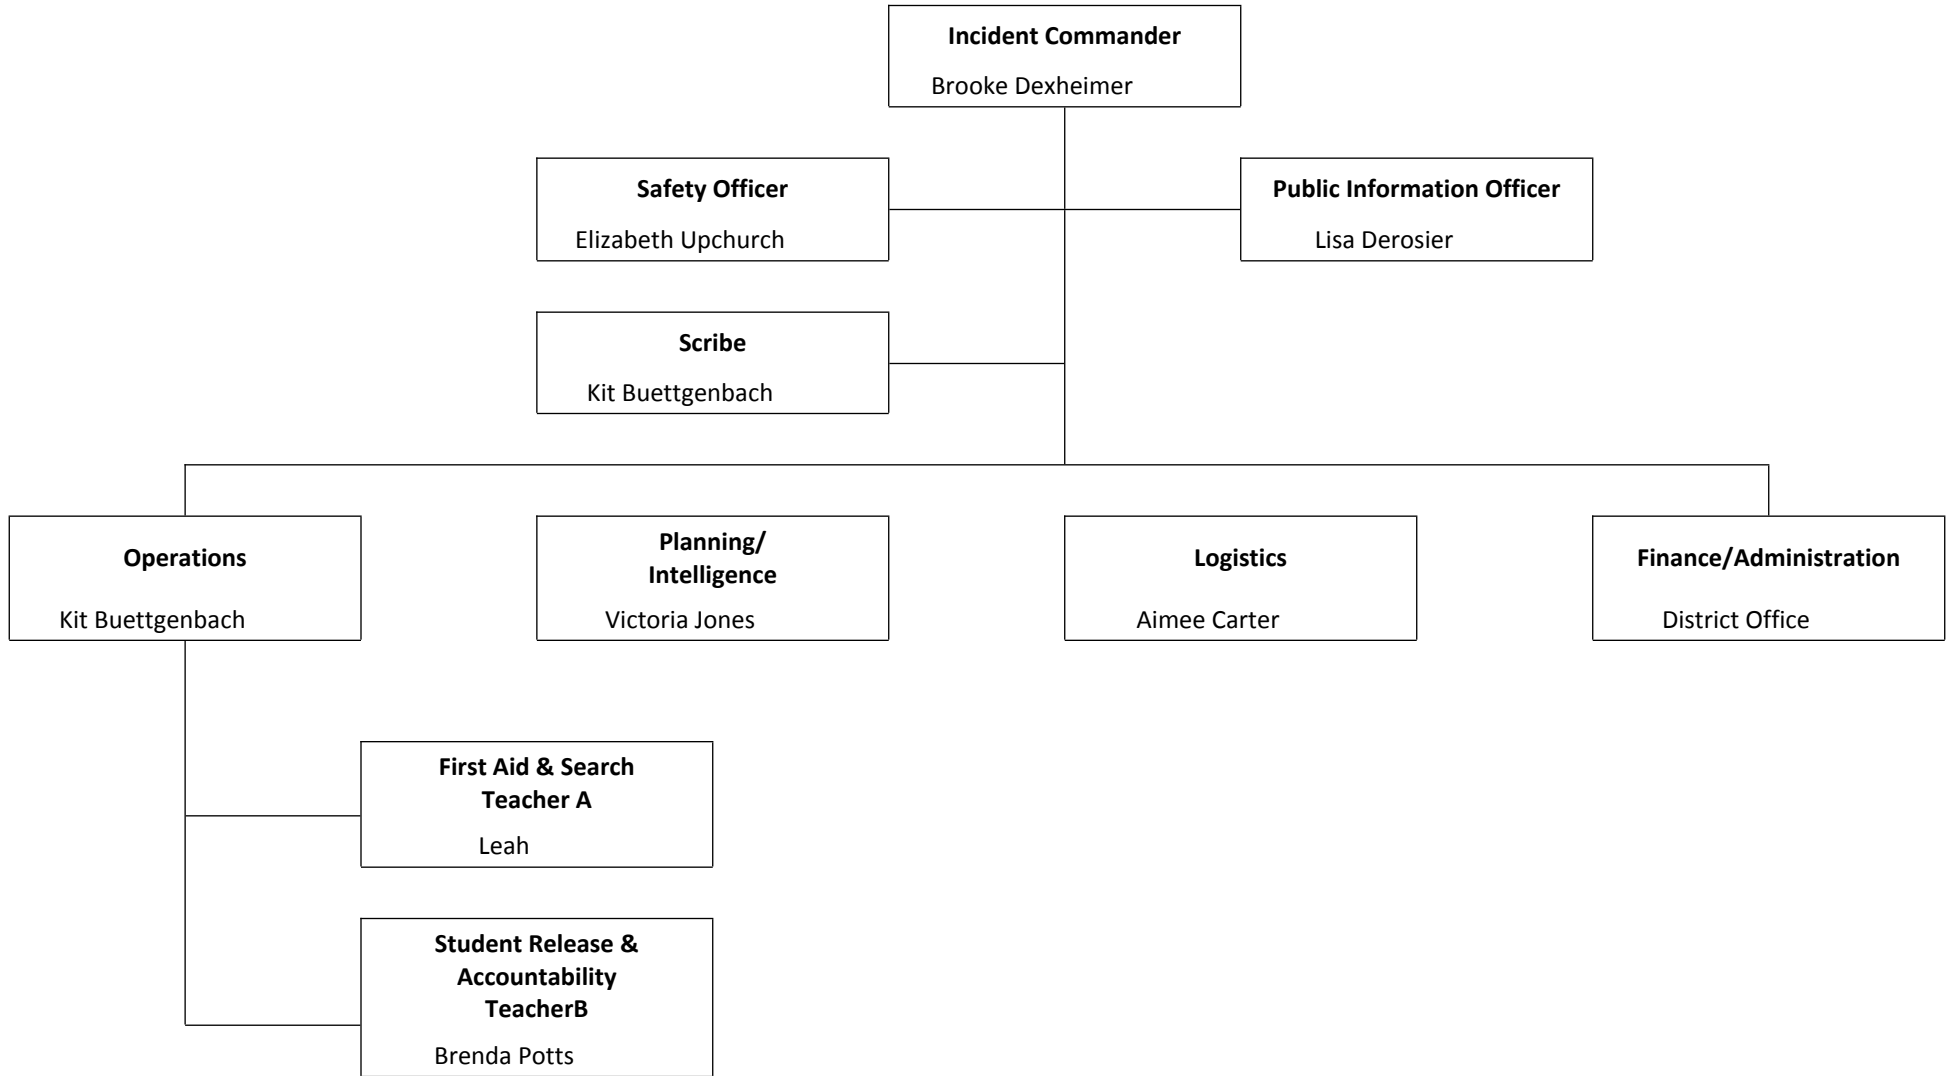 Incident Commander
Brooke Dexheimer
Safety Officer
Elizabeth Upchurch
Public Information Officer
Lisa Derosier
Scribe
Kit Buettgenbach
Operations
Kit Buettgenbach
Planning/
Intelligence
Victoria Jones
Logistics
Aimee Carter
Finance/Administration
District Office
First Aid & Search
Teacher A
Leah
Student Release &
Accountability
TeacherB
Brenda Potts